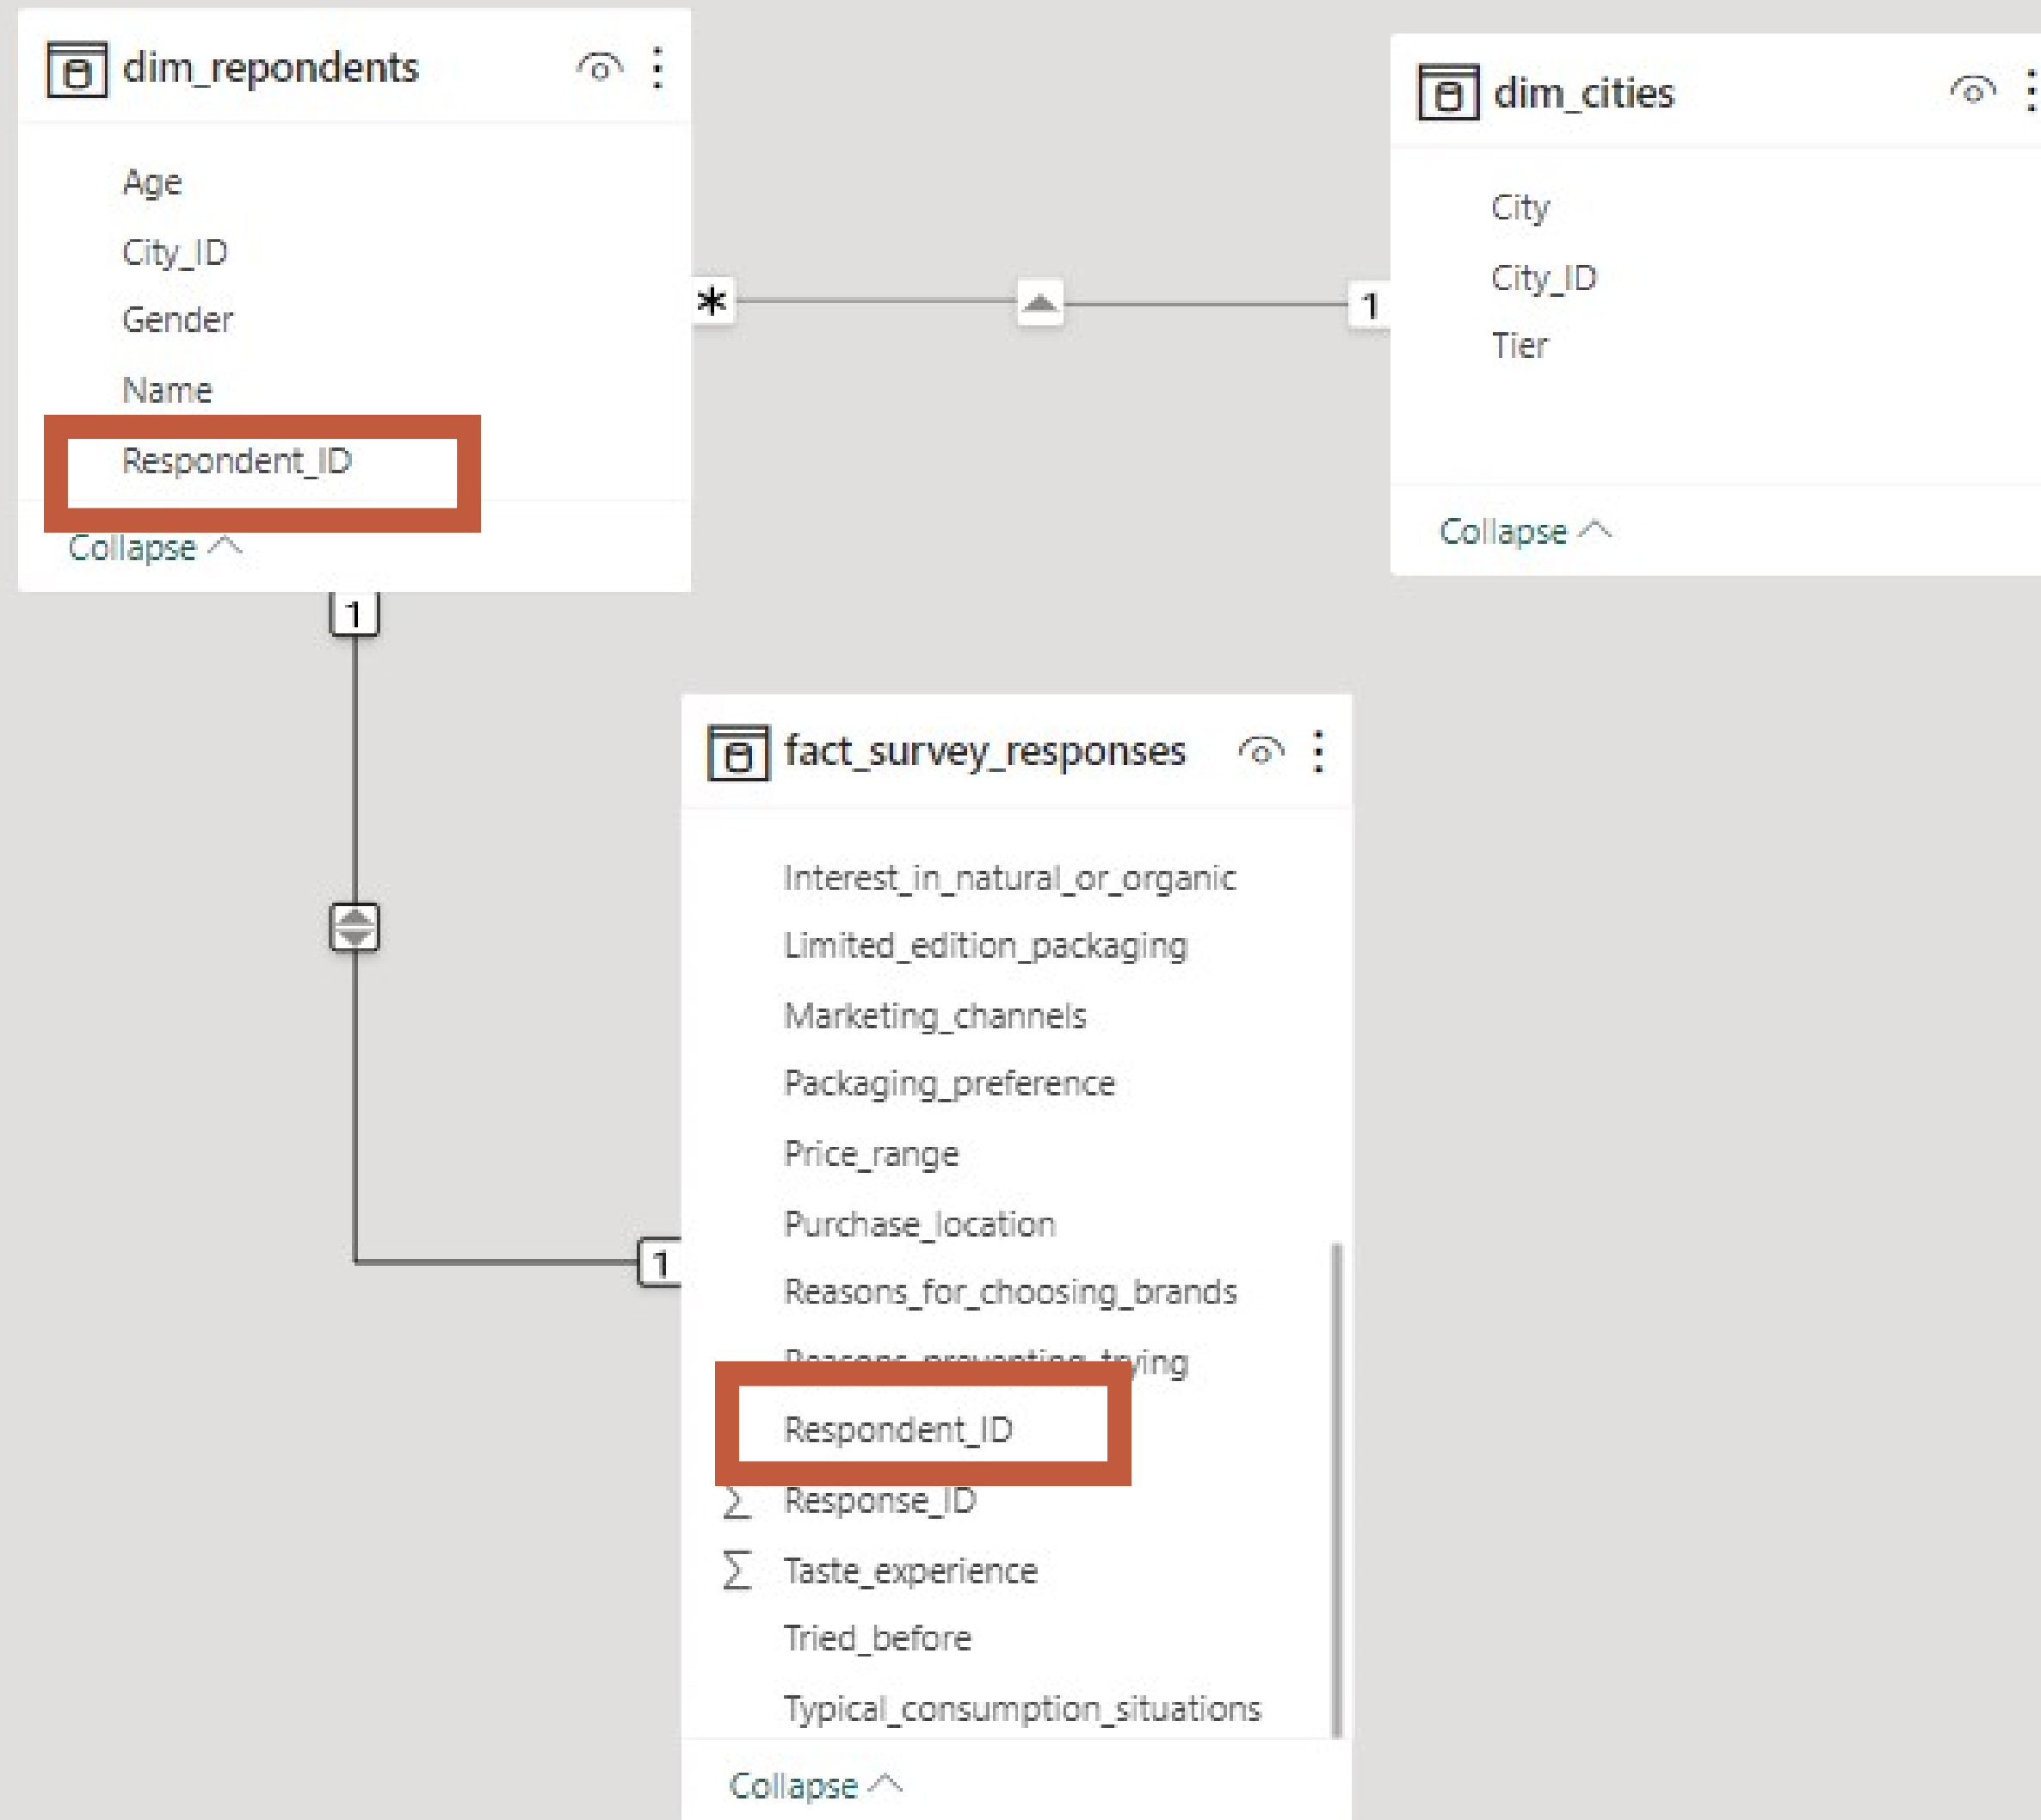 dim_repondents
Age
City_ID
Gender
Name
Respondent_ID
Collapse
dim_cities
City
City_ID
Tier
Collapse
*
1
1
1
fact_survey_responses
Interest_in_natural_or_organic
Limited_edition_packaging
Marketing_channels
Packaging_preference
Price_range
Purchase_location
Reasons_for_choosing_brands
Reasons_preventing_trying
Respondent_ID
∑ Response_ID
∑ Taste_experience
Tried_before
Typical_consumption_situations
Collapse